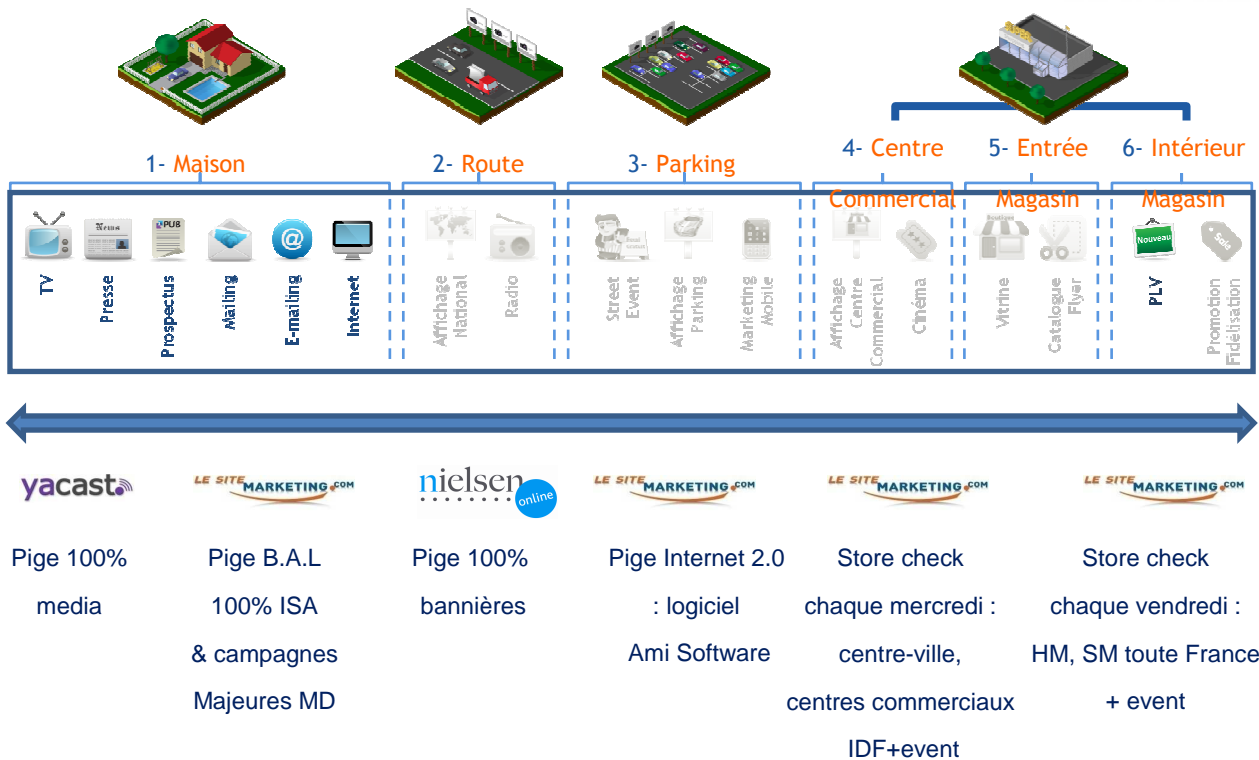 1- Maison
2- Route
3- Parking
4- Centre
Commercial
5- Entrée
Magasin
6- Intérieur
Magasin
PUB
@
Boutique
Nouveau
Sold
TV
Presse
Prospectus
Mailing
E-mailing
Internet
Affichage
National
Radio
Street
Event
Affichage
Parking
Marketing
Mobile
Affichage
Centre
Commercial
Cinéma
Vitrine
Catalogue
Flyer
PLV
Promotion
Fidélisation
yacast
LE SITE MARKETING.COM
nielsen
online
LE SITE MARKETING.COM
LE SITE MARKETING.COM
LE SITE MARKETING.COM
Pige 100%
media
Pige B.A.L
100% ISA
& campagnes
Majeures MD
Pige 100%
bannières
Pige Internet 2.0
: logiciel
Ami Software
Store check
chaque mercredi :
centre-ville,
centres commerciaux
IDF+event
Store check
chaque vendredi :
HM, SM toute France
+ event